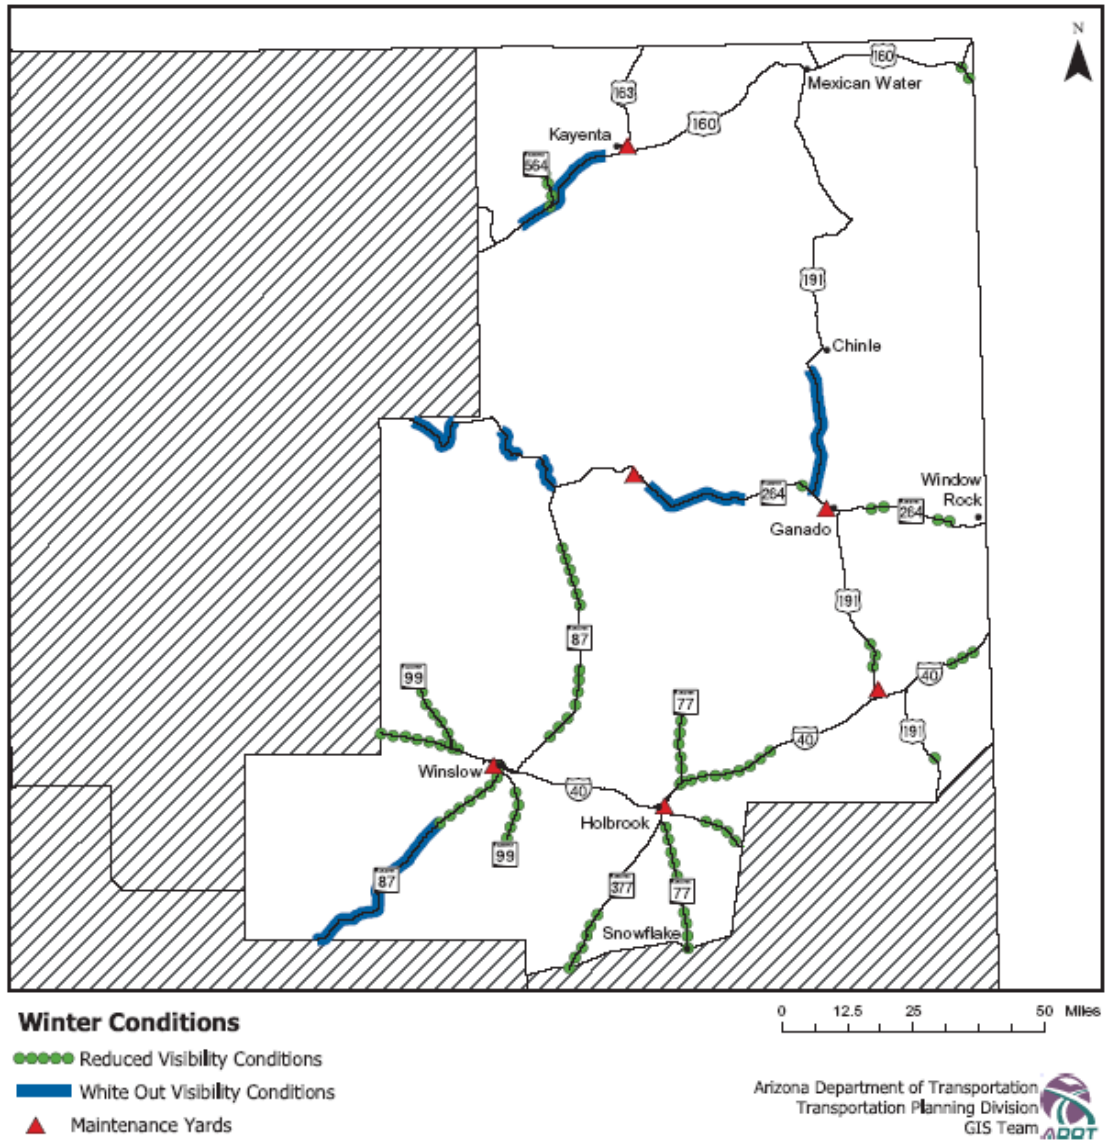 N
160
Mexican Water
163
160
Kayenta
564
191
Chinle
Window
Rock
264
264
Ganado
191
87
99
77
40
191
40
Winslow
40
Holbrook
99
87
377
77
Snowflake
Winter Conditions
Reduced Visibility Conditions
White Out Visibility Conditions
Maintenance Yards
0 12.5 25 50 Miles
Arizona Department of Transportation
Transportation Planning Division
GIS Team
ADOT